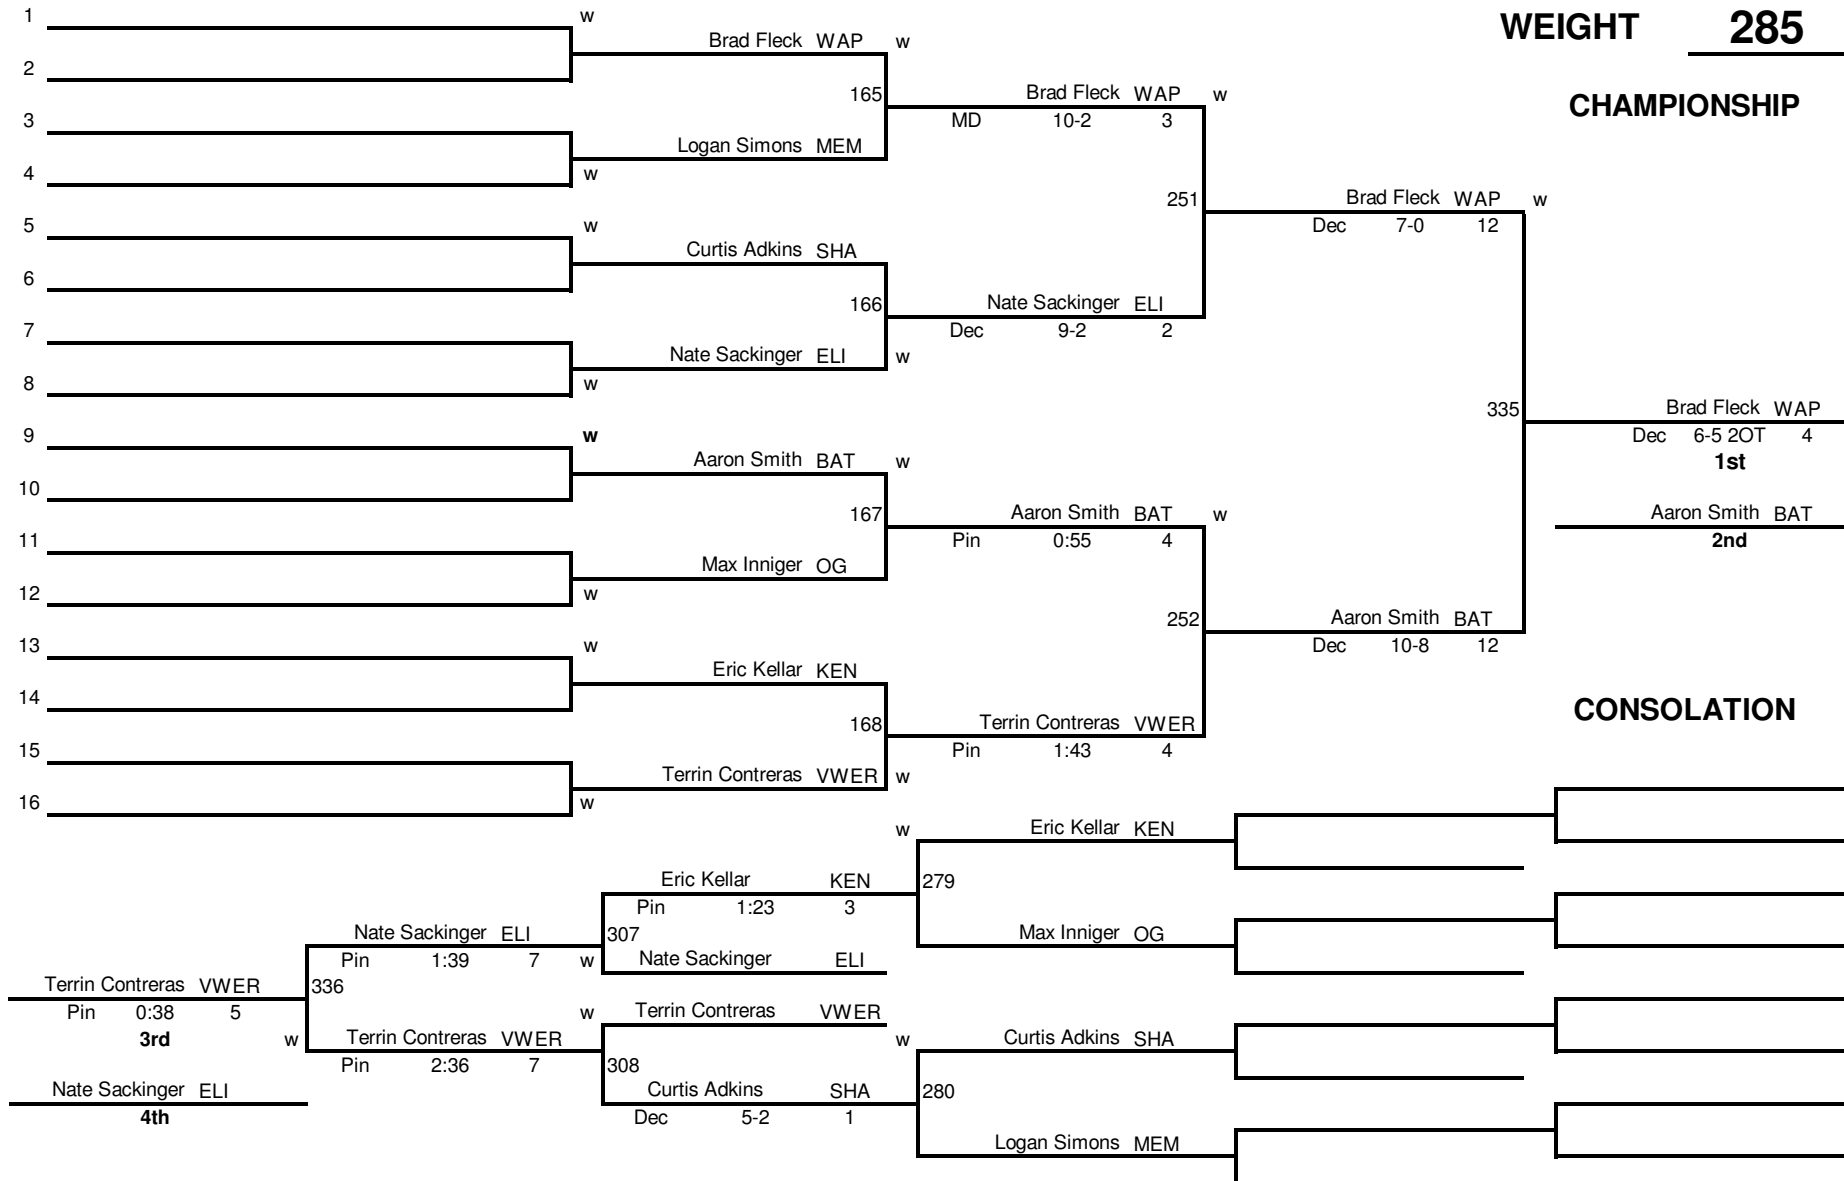 1 w
WEIGHT 285
Brad Fleck WAP w
2
165 Brad Fleck WAP w
CHAMPIONSHIP
3 MD 10-2 3
Logan Simons MEM
4 w
251 Brad Fleck WAP w
5 w Dec 7-0 12
Curtis Adkins SHA
6
166 Nate Sackinger ELI
7 Dec 9-2 2
Nate Sackinger ELI w
8 w
335 Brad Fleck WAP
9 w Dec 6-5 2OT 4
Aaron Smith BAT w 1st
10
167 Aaron Smith BAT w Aaron Smith BAT
11 Pin 0:55 4 2nd
Max Inniger OG
12 w
252 Aaron Smith BAT
13 w Dec 10-8 12
Eric Kellar KEN
14
CONSOLATION
168 Terrin Contreras VWER
15 Pin 1:43 4
Terrin Contreras VWER w
16 w
w Eric Kellar KEN
Eric Kellar KEN 279
Pin 1:23 3
Nate Sackinger ELI 307 Max Inniger OG
Pin 1:39 7 w Nate Sackinger ELI
Terrin Contreras VWER 336
Pin 0:38 5 w Terrin Contreras VWER
3rd w Terrin Contreras VWER w Curtis Adkins SHA
Pin 2:36 7 308
Nate Sackinger ELI Curtis Adkins SHA 280
4th Dec 5-2 1
Logan Simons MEM